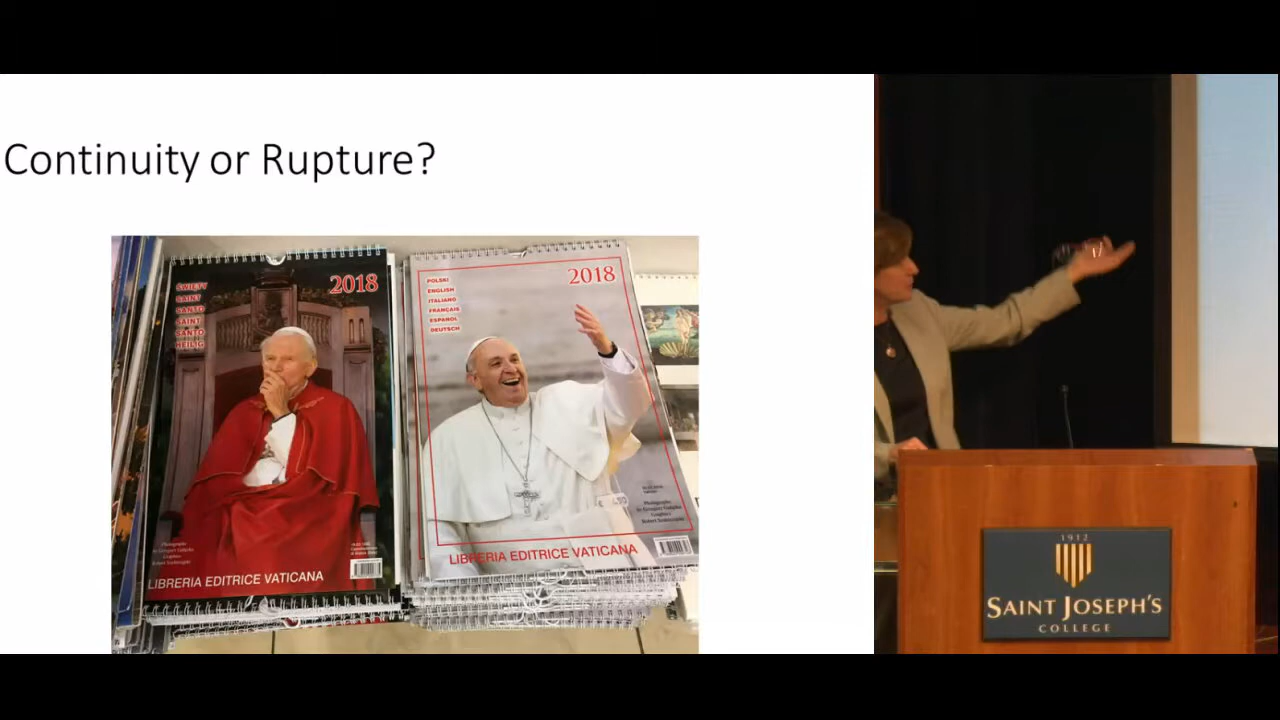 Continuity or Rupture?
2018
ŚWIĘTY
SAINT
SANTO
SAINT
SANTO
HEILIG
LIBRERIA EDITRICE VATICANA
2018
POLSKI
ENGLISH
ITALIANO
FRANÇAIS
ESPAÑOL
DEUTSCH
LIBRERIA EDITRICE VATICANA
1912
SAINT JOSEPH'S
COLLEGE